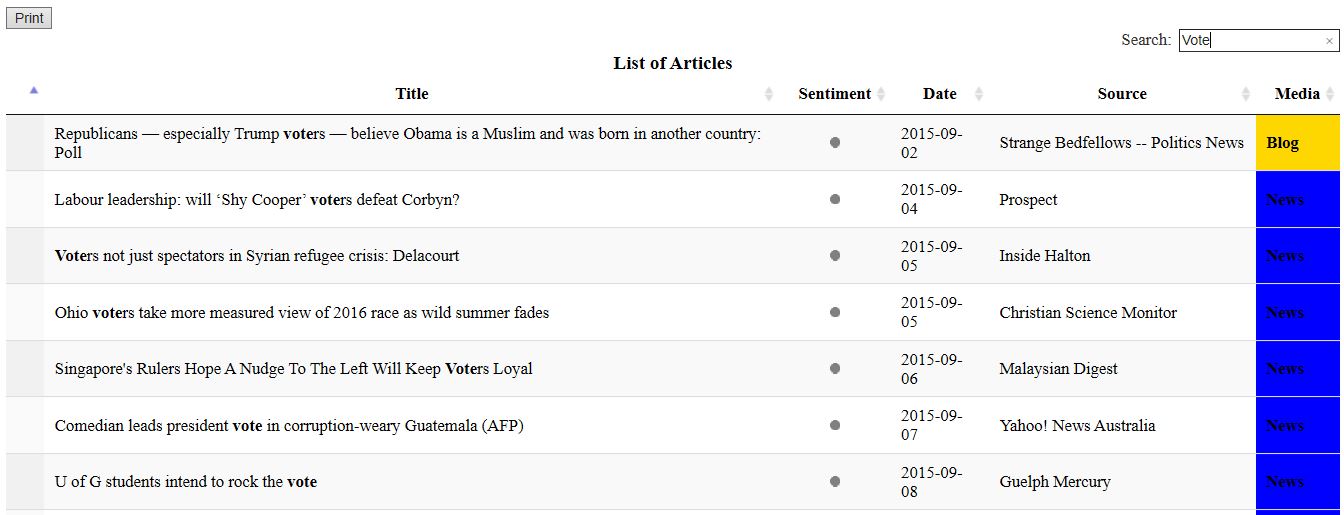 Print
Search: Vote ×
List of Articles
Title Sentiment Date Source Media
Republicans — especially Trump voters — believe Obama is a Muslim and was born in another country:
Poll
2015-09-
02
Strange Bedfellows -- Politics News
Blog
Labour leadership: will ‘Shy Cooper’ voters defeat Corbyn?
2015-09-
04
Prospect
News
Voters not just spectators in Syrian refugee crisis: Delacourt
2015-09-
05
Inside Halton
News
Ohio voters take more measured view of 2016 race as wild summer fades
2015-09-
05
Christian Science Monitor
News
Singapore's Rulers Hope A Nudge To The Left Will Keep Voters Loyal
2015-09-
06
Malaysian Digest
News
Comedian leads president vote in corruption-weary Guatemala (AFP)
2015-09-
07
Yahoo! News Australia
News
U of G students intend to rock the vote
2015-09-
08
Guelph Mercury
News